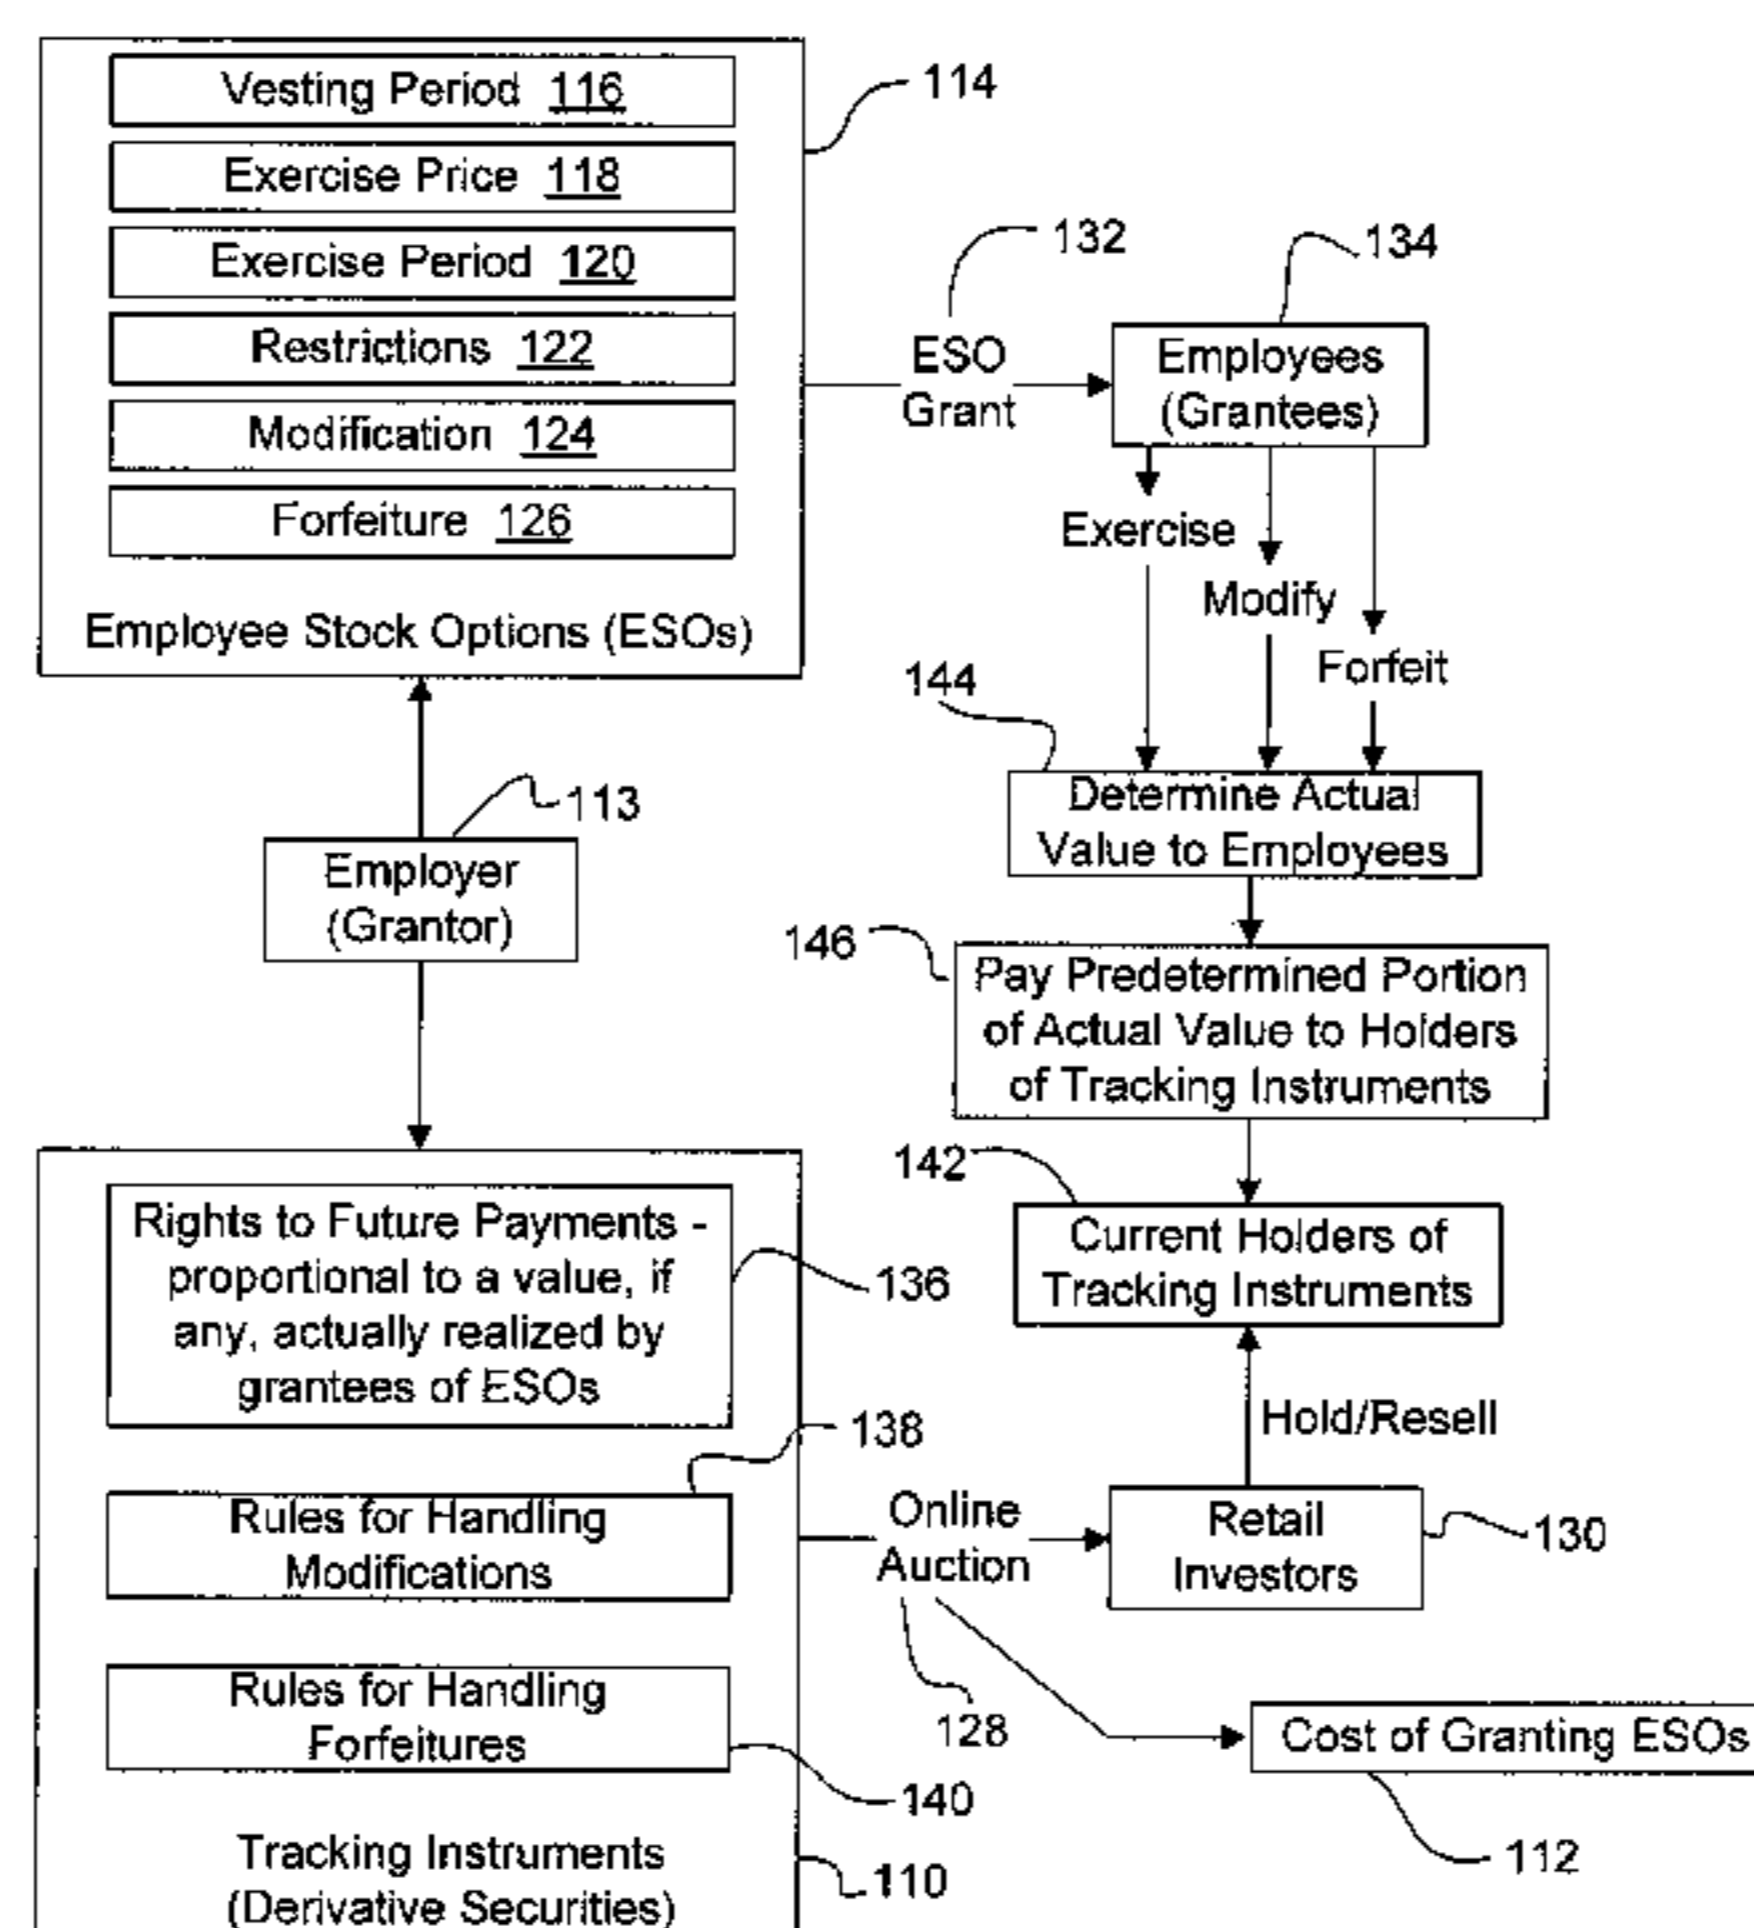 Vesting Period 116
Exercise Price 118
Exercise Period 120
Restrictions 122
Modification 124
Forfeiture 126
Employee Stock Options (ESOs)
114
132
ESO
Grant
134
Employees
(Grantees)
Exercise
Modify
Forfeit
144
Determine Actual
Value to Employees
113
Employer
(Grantor)
146
Pay Predetermined Portion
of Actual Value to Holders
of Tracking Instruments
142
Current Holders of
Tracking Instruments
Rights to Future Payments -
proportional to a value, if
any, actually realized by
grantees of ESOs
136
138
Rules for Handling
Modifications
Hold/Resell
Online
Auction
Retail
Investors
130
128
Rules for Handling
Forfeitures
140
Cost of Granting ESOs
112
Tracking Instruments
(Derivative Securities)
110